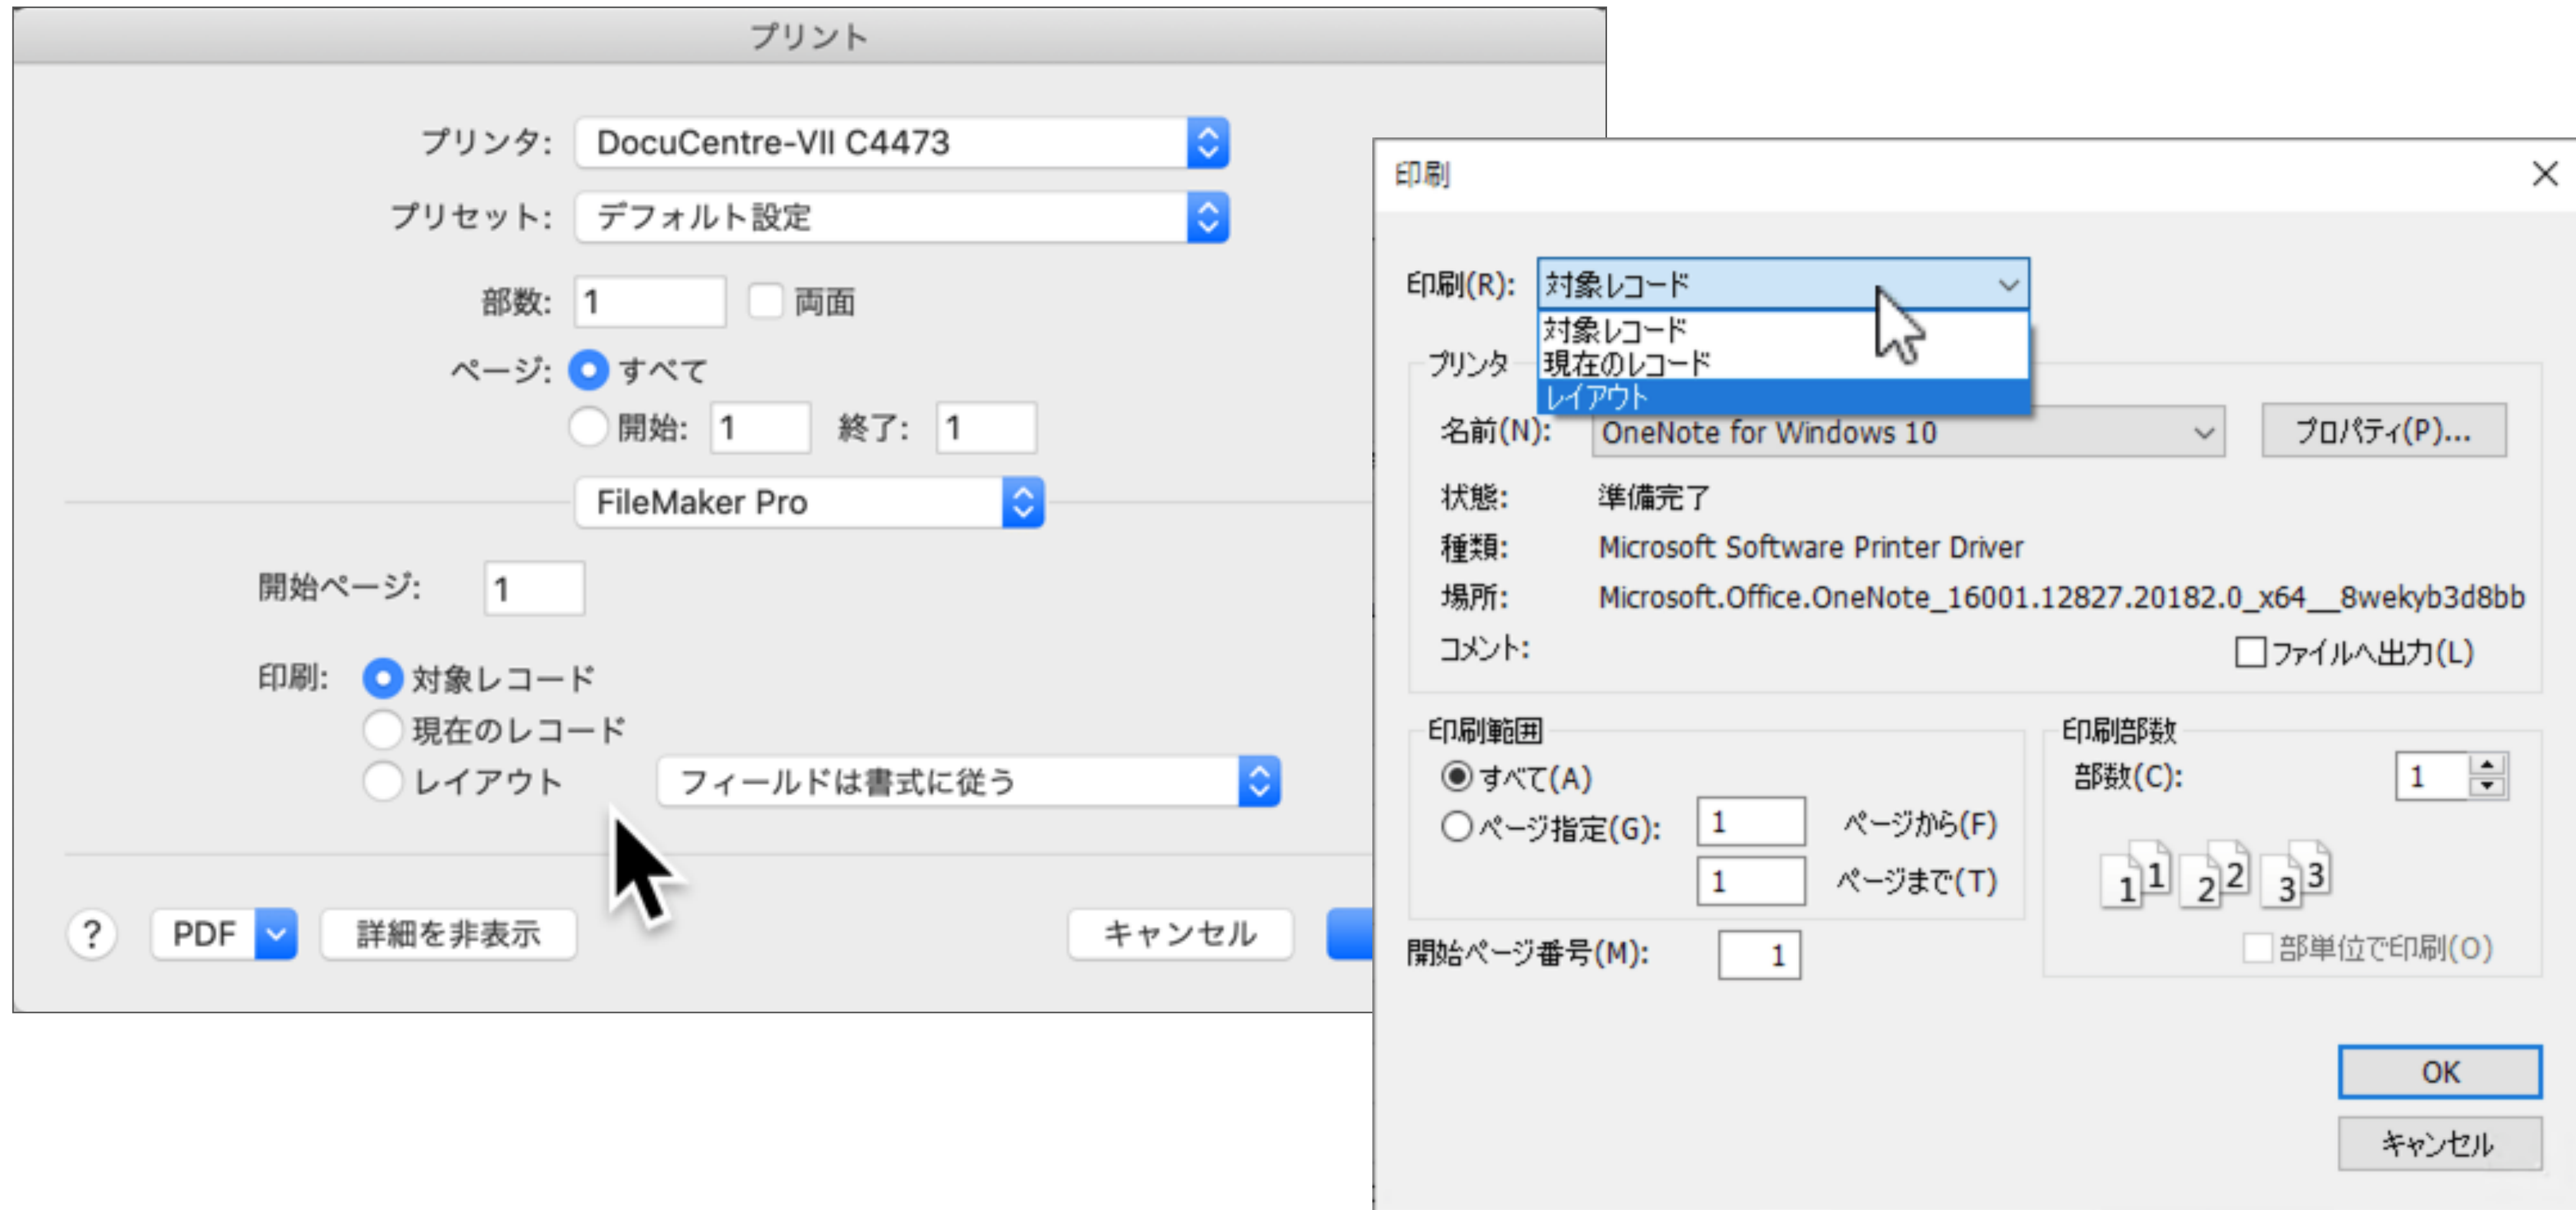 プリント
プリンタ: DocuCentre-VII C4473
プリセット: デフォルト設定
部数: 1 両面
ページ: すべて
開始: 1 終了: 1
FileMaker Pro
開始ページ: 1
印刷: 対象レコード
現在のレコード
レイアウト フィールドは書式に従う
? PDF 詳細を非表示 キャンセル
印刷
印刷(R): 対象レコード
対象レコード
現在のレコード
レイアウト
プリンタ
名前(N): OneNote for Windows 10 プロパティ(P)...
状態: 準備完了
種類: Microsoft Software Printer Driver
場所: Microsoft.Office.OneNote_16001.12827.20182.0_x64__8wekyb3d8bb
コメント: ファイルへ出力(L)
印刷範囲
すべて(A)
ページ指定(G): 1 ページから(F)
1 ページまで(T)
開始ページ番号(M): 1
印刷部数
部数(C): 1
1 1 2 2 3 3
部単位で印刷(O)
OK
キャンセル